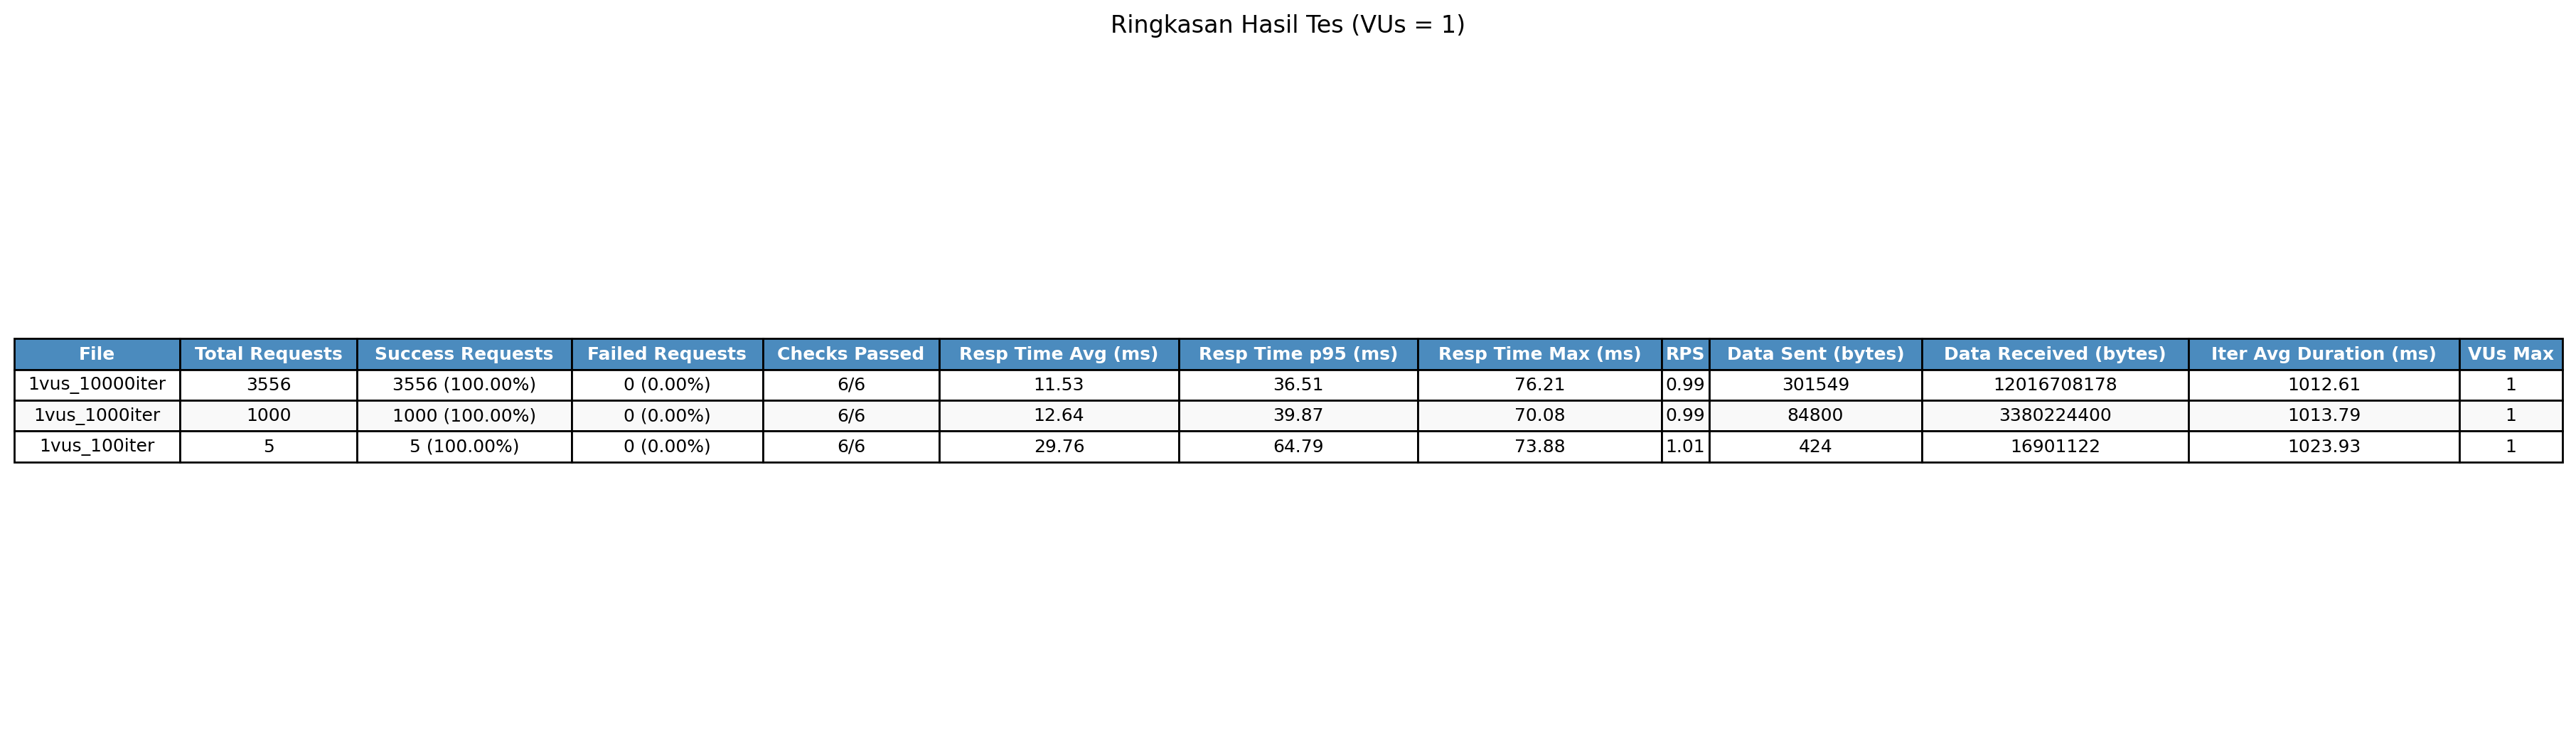 Ringkasan Hasil Tes (VUs = 1)
File Total Requests Success Requests Failed Requests Checks Passed Resp Time Avg (ms) Resp Time p95 (ms) Resp Time Max (ms) RPS Data Sent (bytes) Data Received (bytes) Iter Avg Duration (ms) VUs Max
1vus_10000iter 3556 3556 (100.00%) 0 (0.00%) 6/6 11.53 36.51 76.21 0.99 301549 12016708178 1012.61 1
1vus_1000iter 1000 1000 (100.00%) 0 (0.00%) 6/6 12.64 39.87 70.08 0.99 84800 3380224400 1013.79 1
1vus_100iter 5 5 (100.00%) 0 (0.00%) 6/6 29.76 64.79 73.88 1.01 424 16901122 1023.93 1